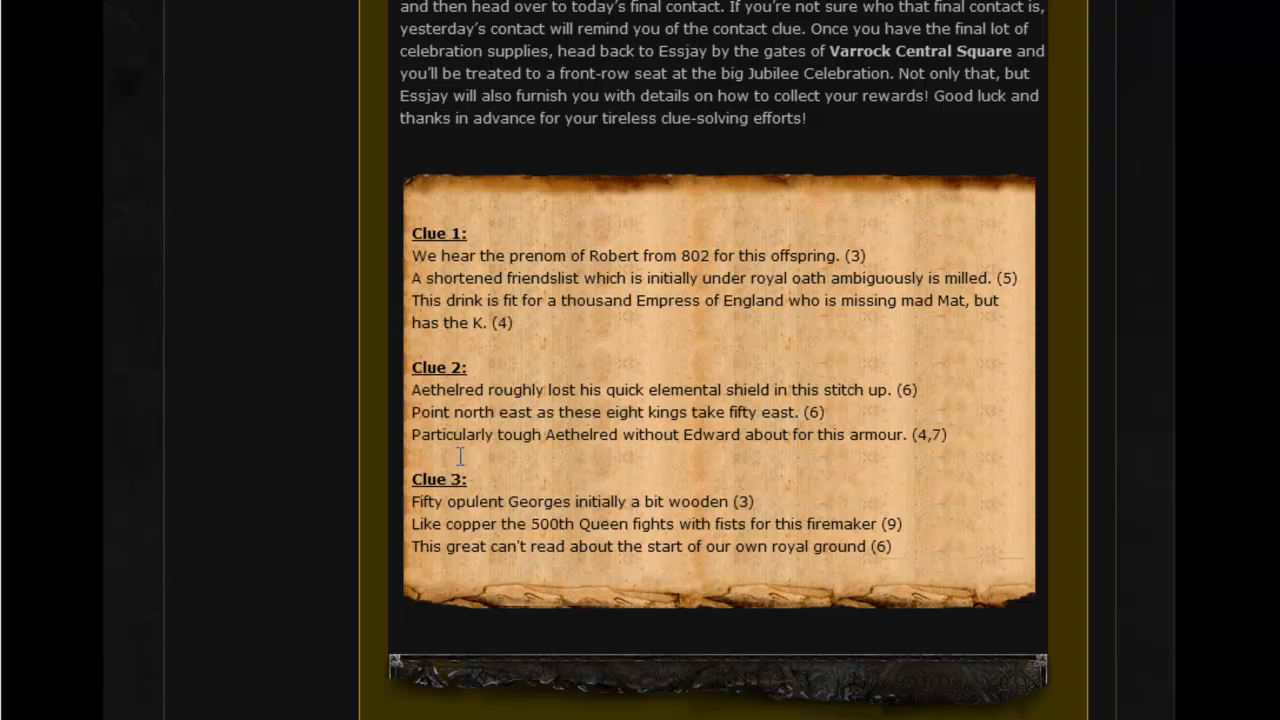 and then head over to today's final contact. If you're not sure who that final contact is,
yesterday's contact will remind you of the contact clue. Once you have the final lot of
celebration supplies, head back to Essjay by the gates of Varrock Central Square and
you'll be treated to a front-row seat at the big Jubilee Celebration. Not only that, but
Essjay will also furnish you with details on how to collect your rewards! Good luck and
thanks in advance for your tireless clue-solving efforts!
Clue 1:
We hear the prenom of Robert from 802 for this offspring. (3)
A shortened friendslist which is initially under royal oath ambiguously is milled. (5)
This drink is fit for a thousand Empress of England who is missing mad Mat, but
has the K. (4)
Clue 2:
Aethelred roughly lost his quick elemental shield in this stitch up. (6)
Point north east as these eight kings take fifty east. (6)
Particularly tough Aethelred without Edward about for this armour. (4,7)
Clue 3:
Fifty opulent Georges initially a bit wooden (3)
Like copper the 500th Queen fights with fists for this firemaker (9)
This great can't read about the start of our own royal ground (6)